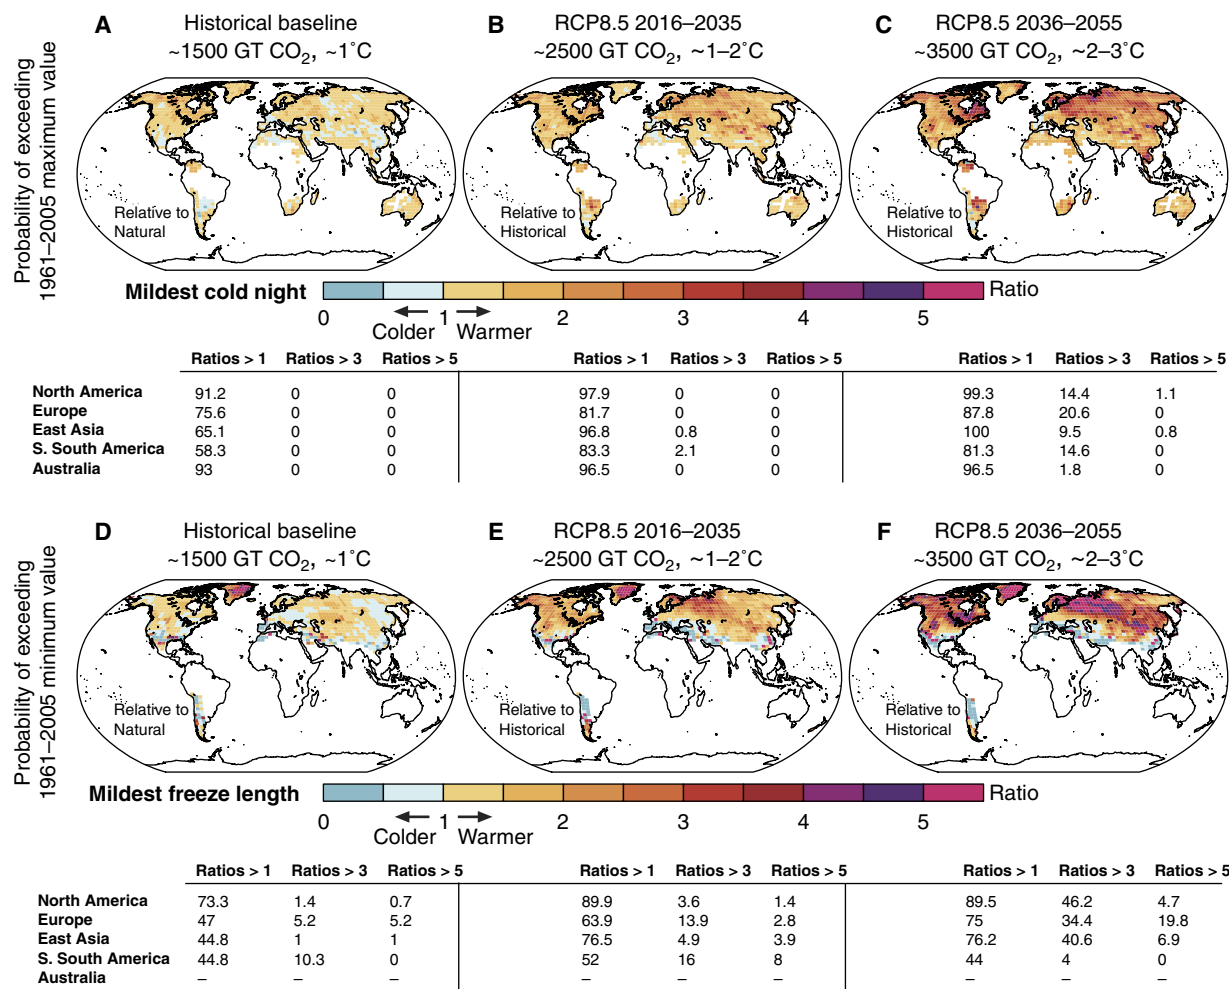 A Historical baseline
~1500 GT CO2, ~1˚C
B RCP8.5 2016–2035
~2500 GT CO2, ~1–2˚C
C RCP8.5 2036–2055
~3500 GT CO2, ~2–3˚C
Probability of exceeding
1961–2005 maximum value
Relative to
Natural
Relative to
Historical
Relative to
Historical
Mildest cold night
Ratio
0 1 2 3 4 5
Colder Warmer
Ratios > 1 Ratios > 3 Ratios > 5 Ratios > 1 Ratios > 3 Ratios > 5 Ratios > 1 Ratios > 3 Ratios > 5
North America 91.2 0 0 97.9 0 0 99.3 14.4 1.1
Europe 75.6 0 0 81.7 0 0 87.8 20.6 0
East Asia 65.1 0 0 96.8 0.8 0 100 9.5 0.8
S. South America 58.3 0 0 83.3 2.1 0 81.3 14.6 0
Australia 93 0 0 96.5 0 0 96.5 1.8 0
D Historical baseline
~1500 GT CO2, ~1˚C
E RCP8.5 2016–2035
~2500 GT CO2, ~1–2˚C
F RCP8.5 2036–2055
~3500 GT CO2, ~2–3˚C
Probability of exceeding
1961–2005 minimum value
Relative to
Natural
Relative to
Historical
Relative to
Historical
Mildest freeze length
Ratio
0 1 2 3 4 5
Colder Warmer
Ratios > 1 Ratios > 3 Ratios > 5 Ratios > 1 Ratios > 3 Ratios > 5 Ratios > 1 Ratios > 3 Ratios > 5
North America 73.3 1.4 0.7 89.9 3.6 1.4 89.5 46.2 4.7
Europe 47 5.2 5.2 63.9 13.9 2.8 75 34.4 19.8
East Asia 44.8 1 1 76.5 4.9 3.9 76.2 40.6 6.9
S. South America 44.8 10.3 0 52 16 8 44 4 0
Australia – – – – – – – – –